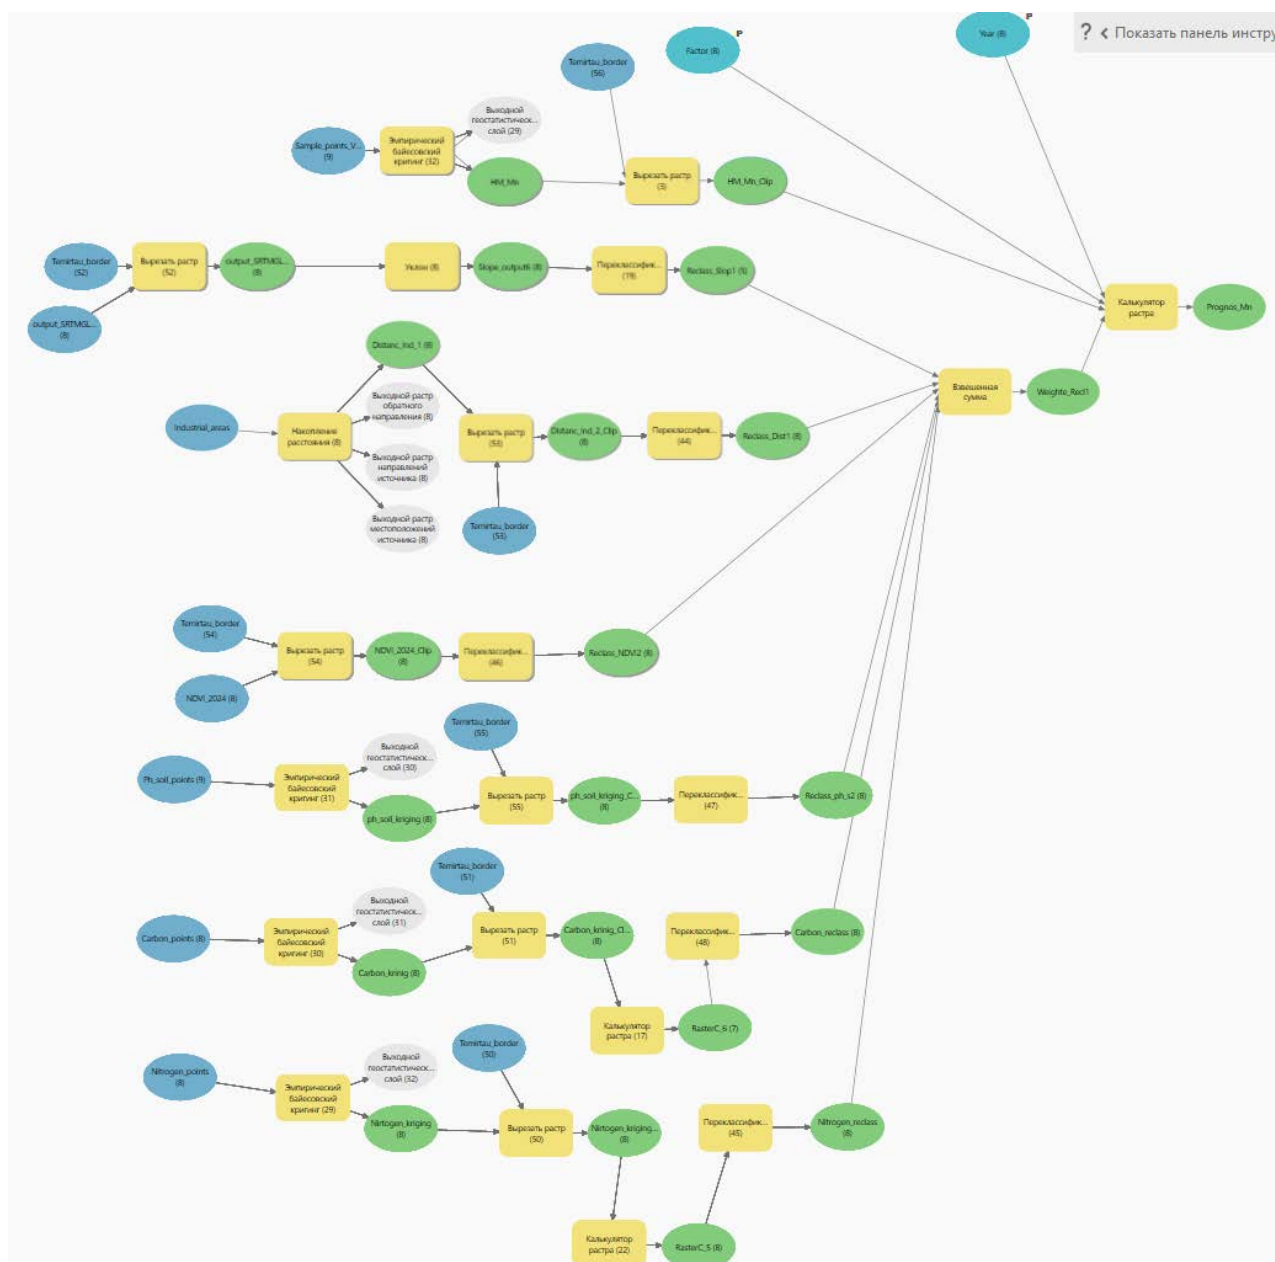 P
Year (8)
? < Показать панель инстру
P
Factor (8)
Temirtau_border
(56)
Выходной
геостатистическ...
слой (29)
Sample_points_V...
(9)
Эмпирический
байесовский
кригинг (32)
HM_Mn
Вырезать растр
(3)
HM_Mn_Clip
Temirtau_border
(52)
Вырезать растр
(52)
output_SRTMGL...
(8)
Уклон (8)
Slope_output6 (8)
Переклассифик...
(19)
Reclass_Slop1 (5)
output_SRTMGL...
(8)
Калькулятор
растра
Prognos_Mn
Distanc_Ind_1 (8)
Выходной растр
обратного
направления (8)
Взвешенная
сумма
Weighte_Recl1
Industrial_areas
Накопление
расстояния (8)
Вырезать растр
(53)
Distanc_Ind_2_Clip
(8)
Переклассифик...
(44)
Reclass_Dist1 (8)
Выходной растр
направлений
источника (8)
Выходной растр
местоположений
источника (8)
Temirtau_border
(53)
Temirtau_border
(54)
Вырезать растр
(54)
NDVI_2024_Clip
(8)
Переклассифик...
(46)
Reclass_NDVI2 (8)
NDVI_2024 (8)
Temirtau_border
(55)
Выходной
геостатистическ...
слой (30)
Ph_soil_points (9)
Эмпирический
байесовский
кригинг (31)
ph_soil_kriging (8)
Вырезать растр
(55)
ph_soil_kriging_C...
(8)
Переклассифик...
(47)
Reclass_ph_s2 (8)
Temirtau_border
(51)
Выходной
геостатистическ...
слой (31)
Carbon_points (8)
Эмпирический
байесовский
кригинг (30)
Carbon_krinig (8)
Вырезать растр
(51)
Carbon_krinig_Cl...
(8)
Переклассифик...
(48)
Carbon_reclass (8)
Калькулятор
растра (17)
RasterC_6 (7)
Temirtau_border
(50)
Выходной
геостатистическ...
слой (32)
Nitrogen_points
(8)
Эмпирический
байесовский
кригинг (29)
Nirtogen_kriging
(8)
Вырезать растр
(50)
Nirtogen_kriging...
(8)
Переклассифик...
(45)
Nitrogen_reclass
(8)
Калькулятор
растра (22)
RasterC_5 (8)